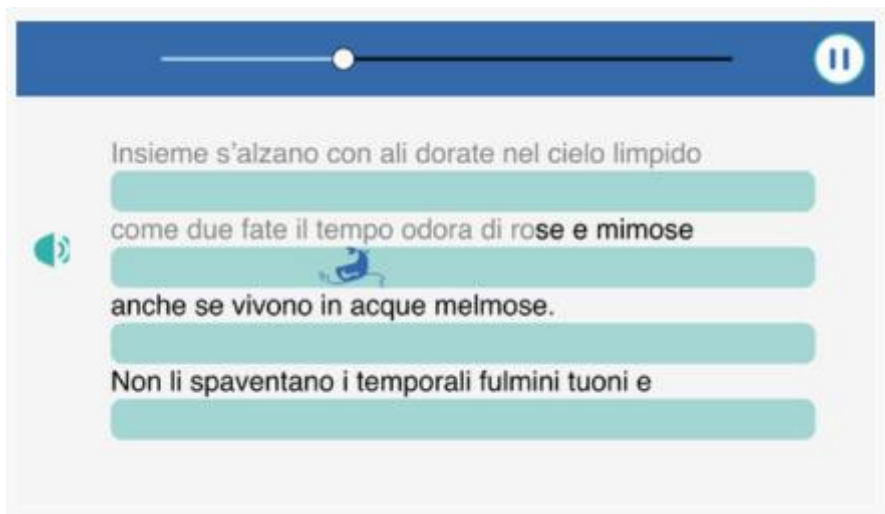 Insieme s'alzano con ali dorate nel cielo limpido
come due fate il tempo odora di rose e mimose
anche se vivono in acque melmose.
Non li spaventano i temporali fulmini tuoni e